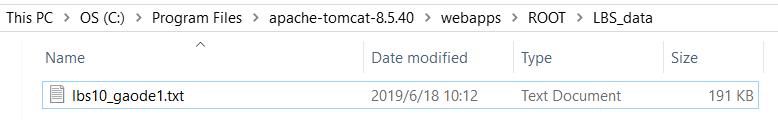 This PC > OS (C:) > Program Files > apache-tomcat-8.5.40 > webapps > ROOT > LBS_data
Name Date modified Type Size
lbs10_gaode1.txt 2019/6/18 10:12 Text Document 191 KB